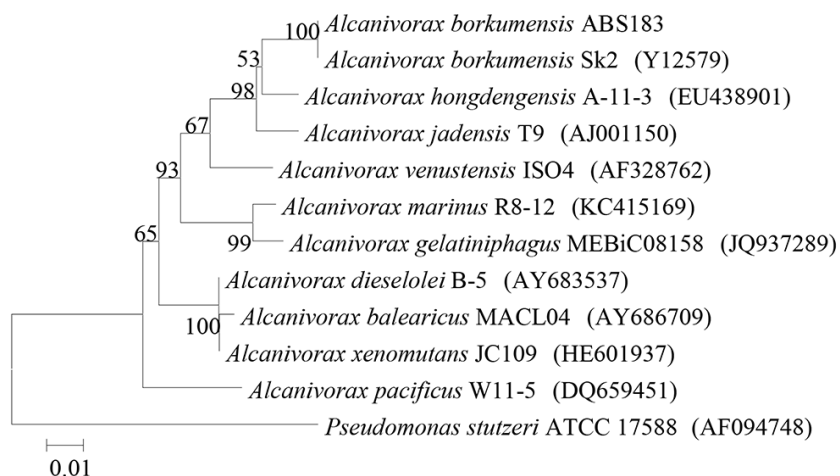 100 Alcanivorax borkumensis ABS183
53 Alcanivorax borkumensis Sk2 (Y12579)
98 Alcanivorax hongdengensis A-11-3 (EU438901)
67 Alcanivorax jadensis T9 (AJ001150)
93 Alcanivorax venustensis ISO4 (AF328762)
Alcanivorax marinus R8-12 (KC415169)
65 99 Alcanivorax gelatiniphagus MEBiC08158 (JQ937289)
Alcanivorax dieselolei B-5 (AY683537)
100 Alcanivorax balearicus MACL04 (AY686709)
Alcanivorax xenomutans JC109 (HE601937)
Alcanivorax pacificus W11-5 (DQ659451)
Pseudomonas stutzeri ATCC 17588 (AF094748)
0.01